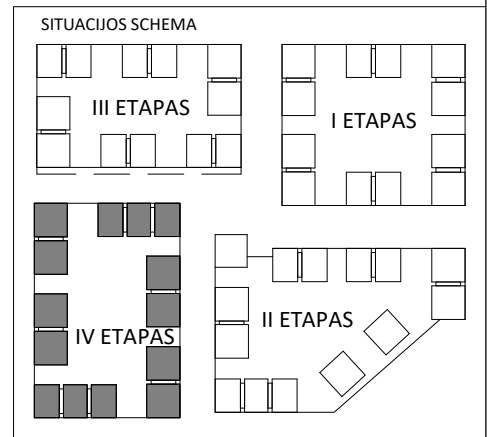 SITUACIJOS SCHEMA
III ETAPAS
I ETAPAS
II ETAPAS
IV ETAPAS